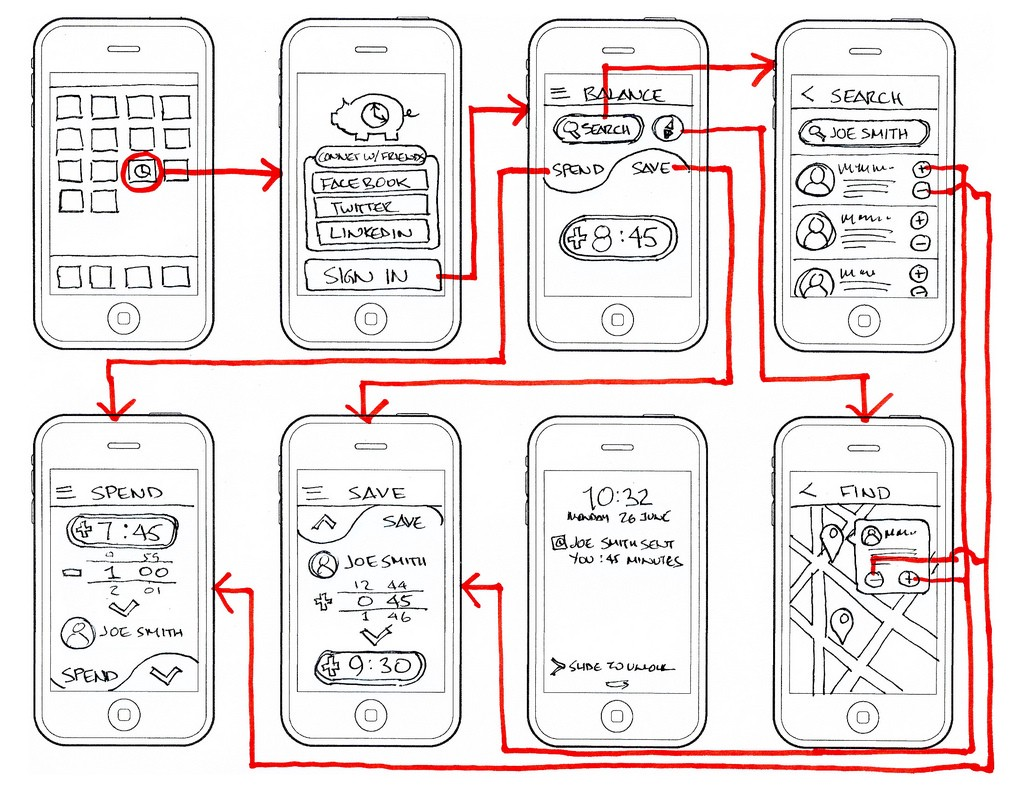 CONNET W/FRIENDS
FACEBOOK
TWITTER
LINKEDIN
SIGN IN
BALANCE
SEARCH
SPEND SAVE
+8:45
< SEARCH
JOE SMITH
+
-
+
-
+
-
SPEND
+7:45
0 59
- 1 00
2 01
JOE SMITH
SPEND
SAVE
SAVE
JOE SMITH
12 44
+ 0 45
1 46
+9:30
10:32
MONDAY 26 JUNE
JOE SMITH SENT
YOU :45 MINUTES
> SLIDE TO UNLOCK
< FIND
- +